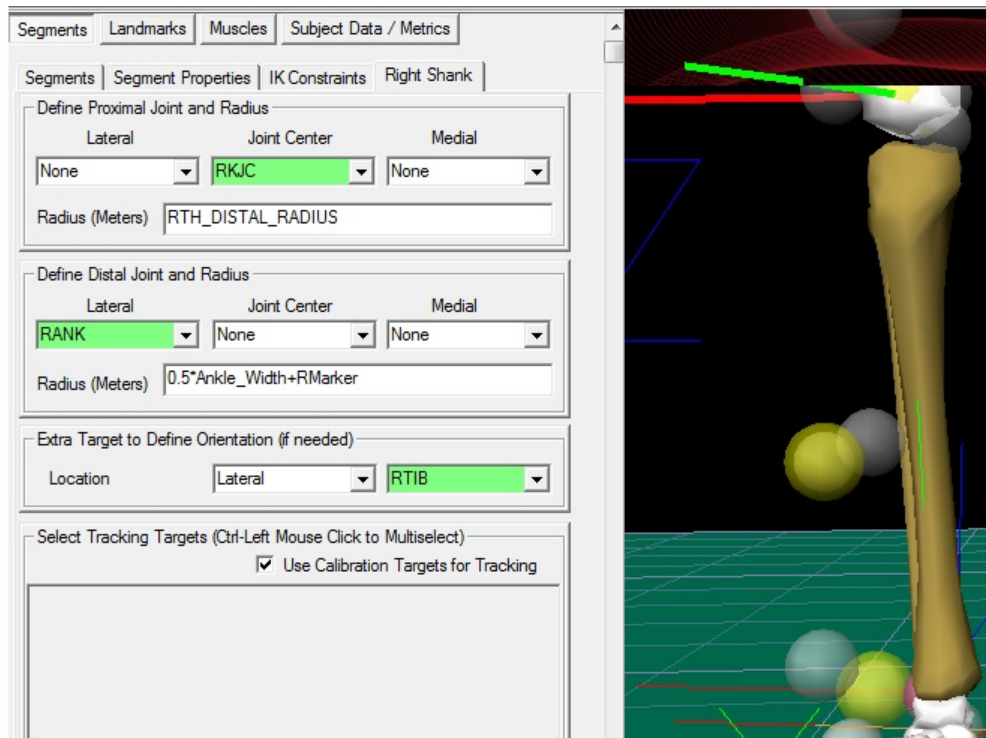 Segments Landmarks Muscles Subject Data / Metrics
Segments Segment Properties IK Constraints Right Shank
Define Proximal Joint and Radius
Lateral Joint Center Medial
None RKJC None
Radius (Meters) RTH_DISTAL_RADIUS
Define Distal Joint and Radius
Lateral Joint Center Medial
RANK None None
Radius (Meters) 0.5*Ankle_Width+RMarker
Extra Target to Define Orientation (if needed)
Location Lateral RTIB
Select Tracking Targets (Ctrl-Left Mouse Click to Multiselect)
Use Calibration Targets for Tracking